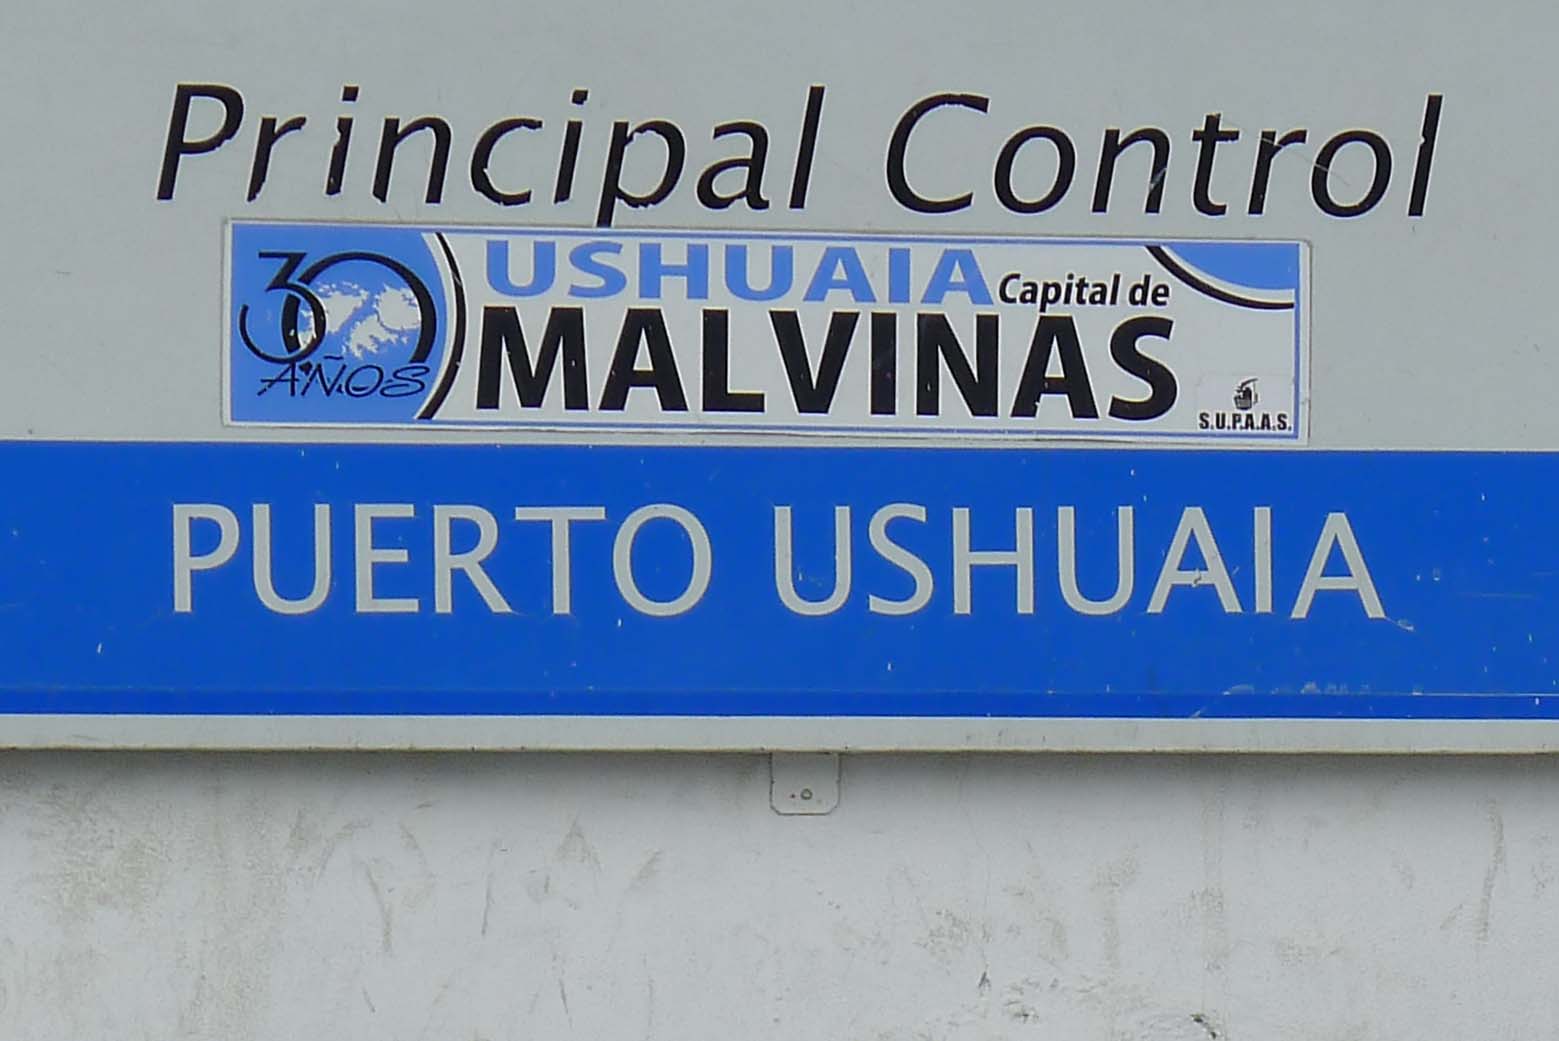 Principal Control
30
AÑOS
USHUAIA
Capital de
MALVINAS
S.U.P.A.A.S.
PUERTO USHUAIA